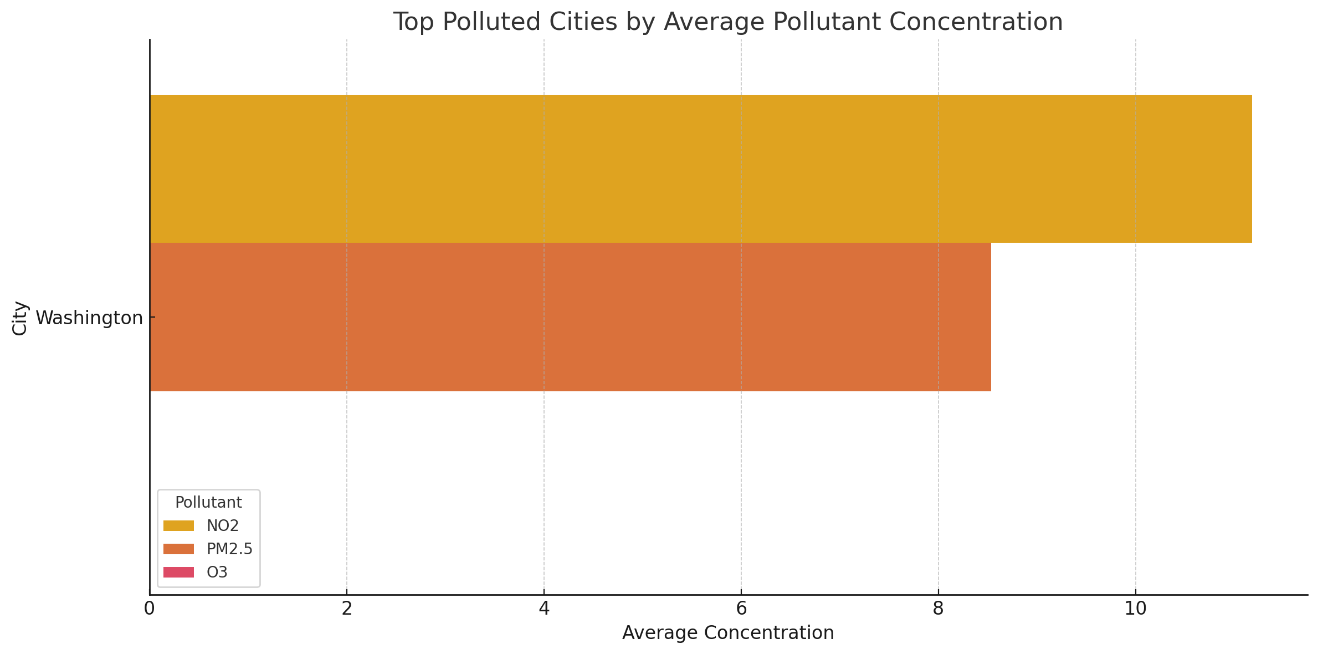 Top Polluted Cities by Average Pollutant Concentration
City
Washington
Pollutant
NO2
PM2.5
O3
0 2 4 6 8 10
Average Concentration